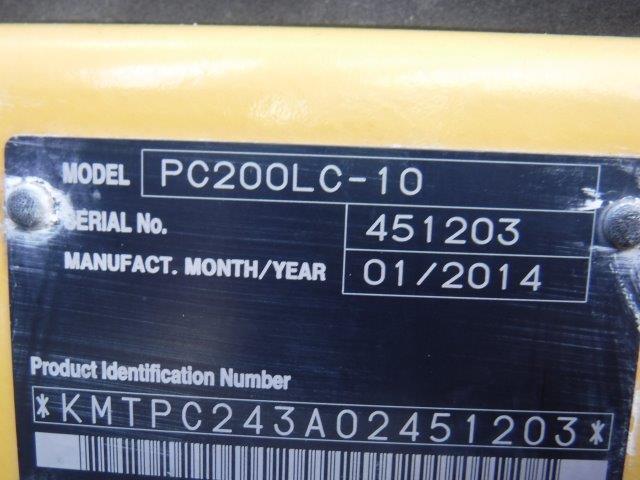 MODEL PC200LC-10
SERIAL No. 451203
MANUFACT. MONTH/YEAR 01/2014
Product Identification Number
*KMTPC243A02451203*